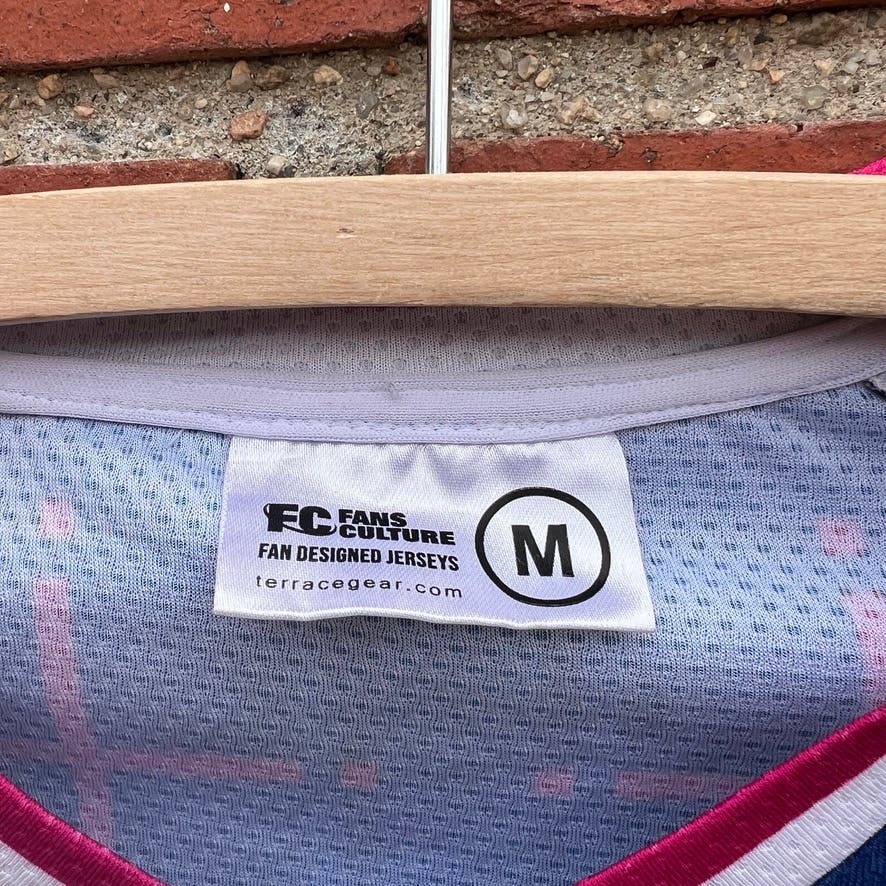 FC FANS
CULTURE
FAN DESIGNED JERSEYS
terracegear.com
M